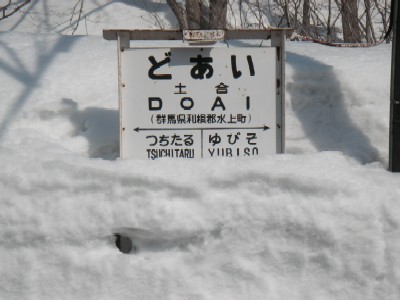 どあい
土合
DOAI
(群馬県利根郡水上町)
つちたる ゆびそ
TSUCHITARU YUBISO